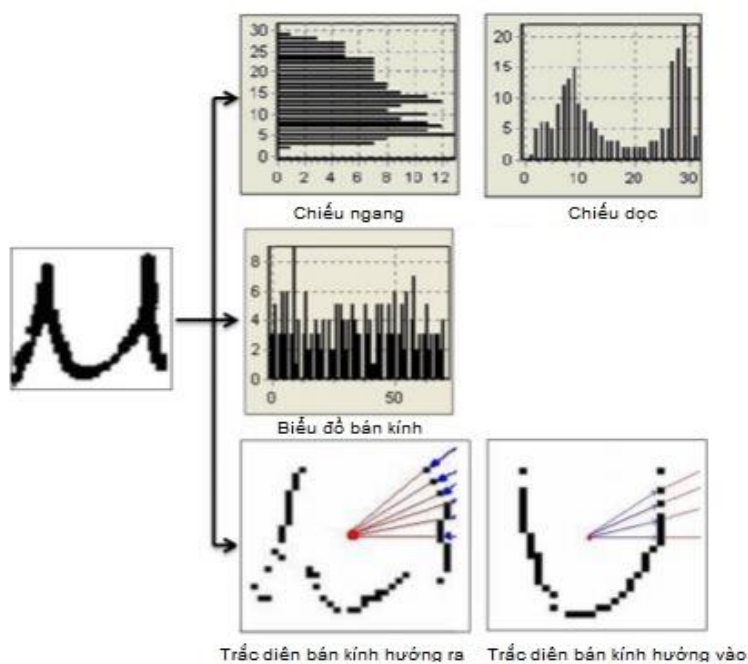 30
25
20
15
10
5
0
0 2 4 6 8 10 12
Chiếu ngang
20
15
10
5
0
0 10 20 30
Chiếu dọc
8
6
4
2
0
0 50
Biểu đồ bán kính
Trắc diện bán kính hướng ra
Trắc diện bán kính hướng vào